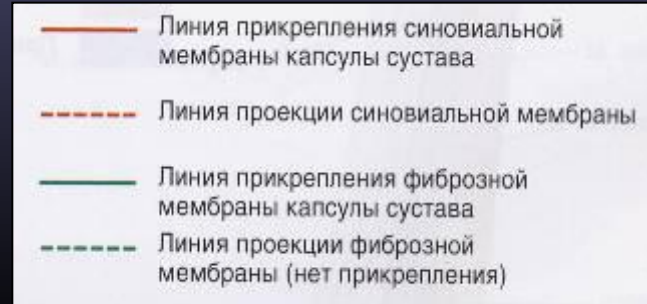 Линия прикрепления синовиальной
мембраны капсулы сустава
Линия проекции синовиальной мембраны
Линия прикрепления фиброзной
мембраны капсулы сустава
Линия проекции фиброзной
мембраны (нет прикрепления)